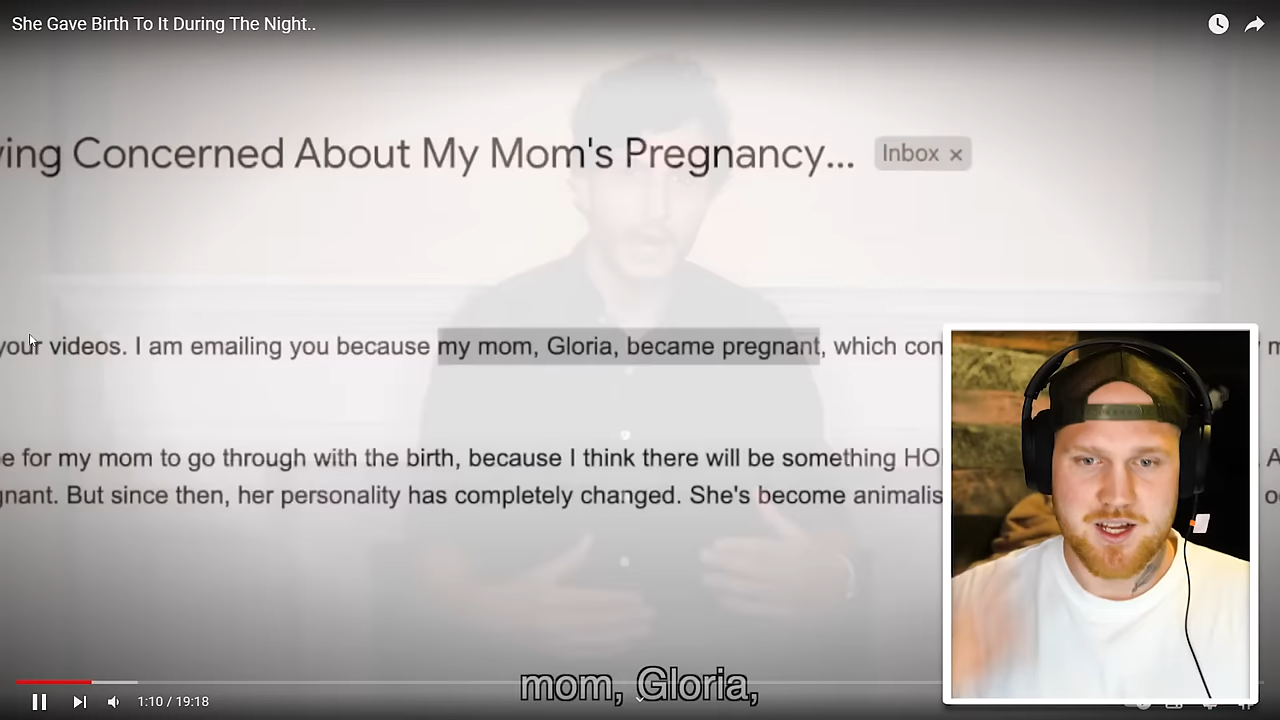 She Gave Birth To It During The Night..
ying Concerned About My Mom's Pregnancy... Inbox ×
your videos. I am emailing you because my mom, Gloria, became pregnant, which con
e for my mom to go through with the birth, because I think there will be something HO
gnant. But since then, her personality has completely changed. She's become animalis
mom, Gloria,
1:10 / 19:18